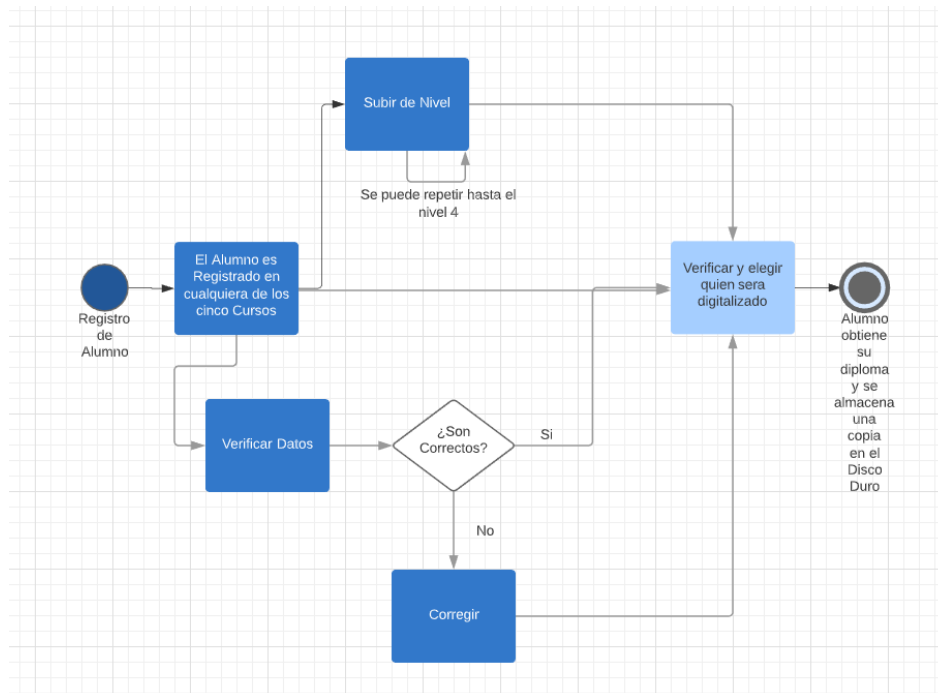 Subir de Nivel
Se puede repetir hasta el
nivel 4
El Alumno es
Registrado en
cualquiera de los
cinco Cursos
Verificar y elegir
quien sera
digitalizado
Registro
de
Alumno
Alumno
obtiene
su
diploma
y se
almacena
una
copia
en el
Disco
Duro
Verificar Datos
¿Son
Correctos?
Si
No
Corregir